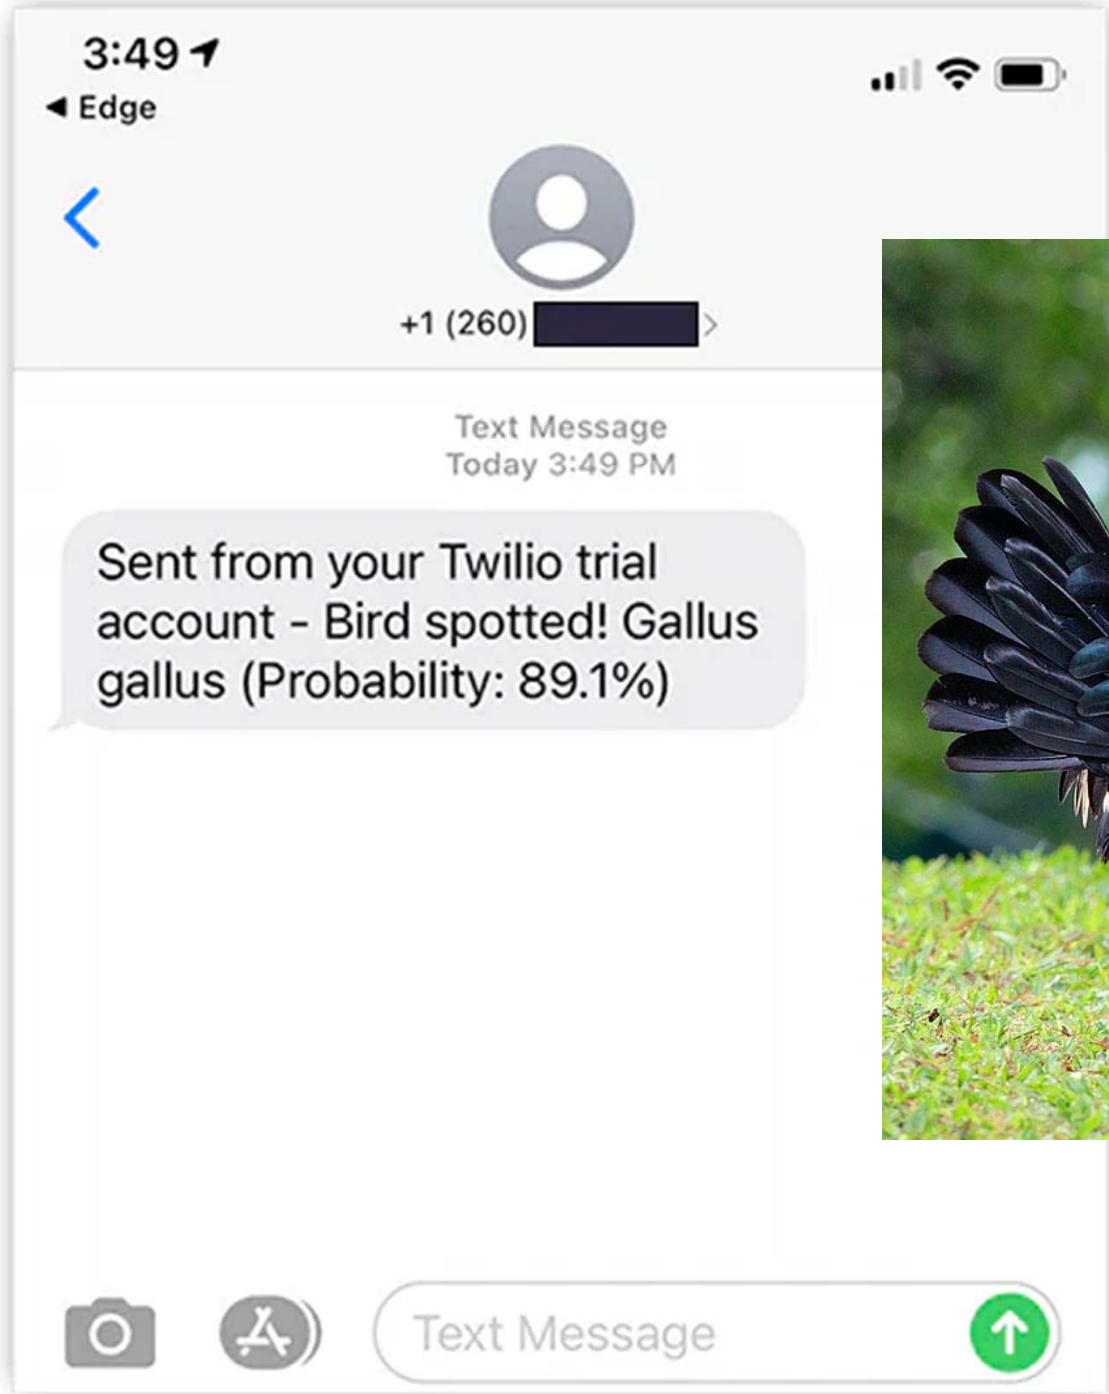 3:49
Edge
+1 (260)
Text Message
Today 3:49 PM
Sent from your Twilio trial
account - Bird spotted! Gallus
gallus (Probability: 89.1%)
Text Message